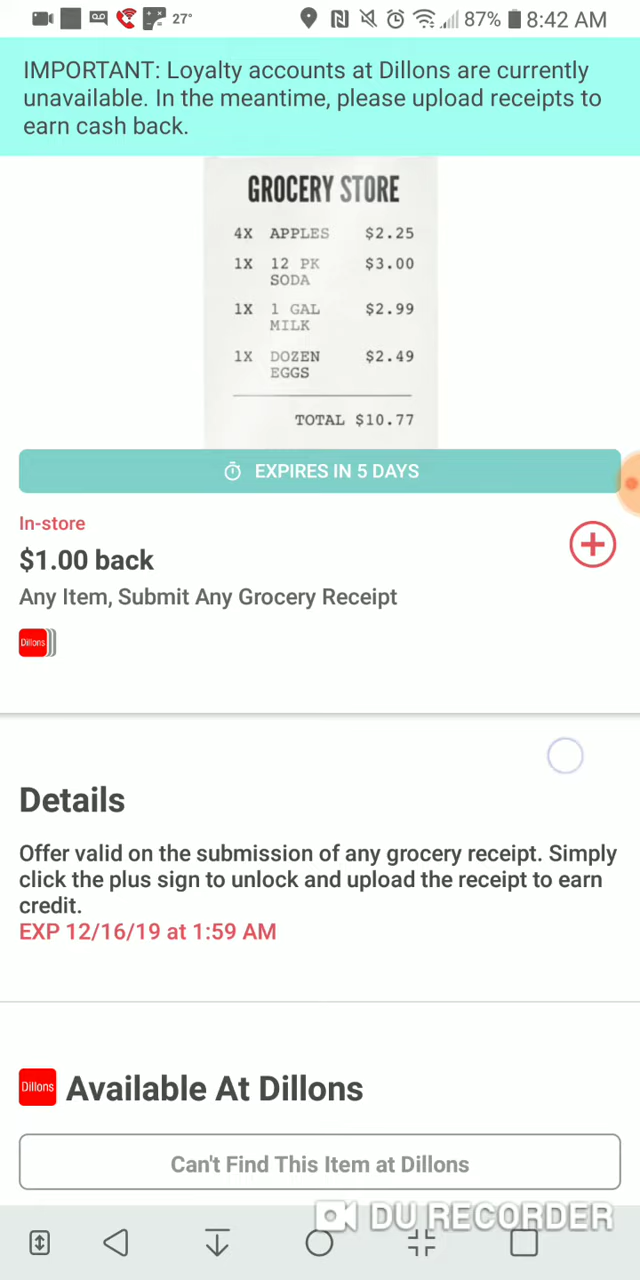 27° 87% 8:42 AM
IMPORTANT: Loyalty accounts at Dillons are currently
unavailable. In the meantime, please upload receipts to
earn cash back.
GROCERY STORE
4X APPLES $2.25
1X 12 PK $3.00
SODA
1X 1 GAL $2.99
MILK
1X DOZEN $2.49
EGGS
TOTAL $10.77
EXPIRES IN 5 DAYS
In-store
$1.00 back
Any Item, Submit Any Grocery Receipt
Dillons
Details
Offer valid on the submission of any grocery receipt. Simply
click the plus sign to unlock and upload the receipt to earn
credit.
EXP 12/16/19 at 1:59 AM
Dillons Available At Dillons
Can't Find This Item at Dillons
DU RECORDER